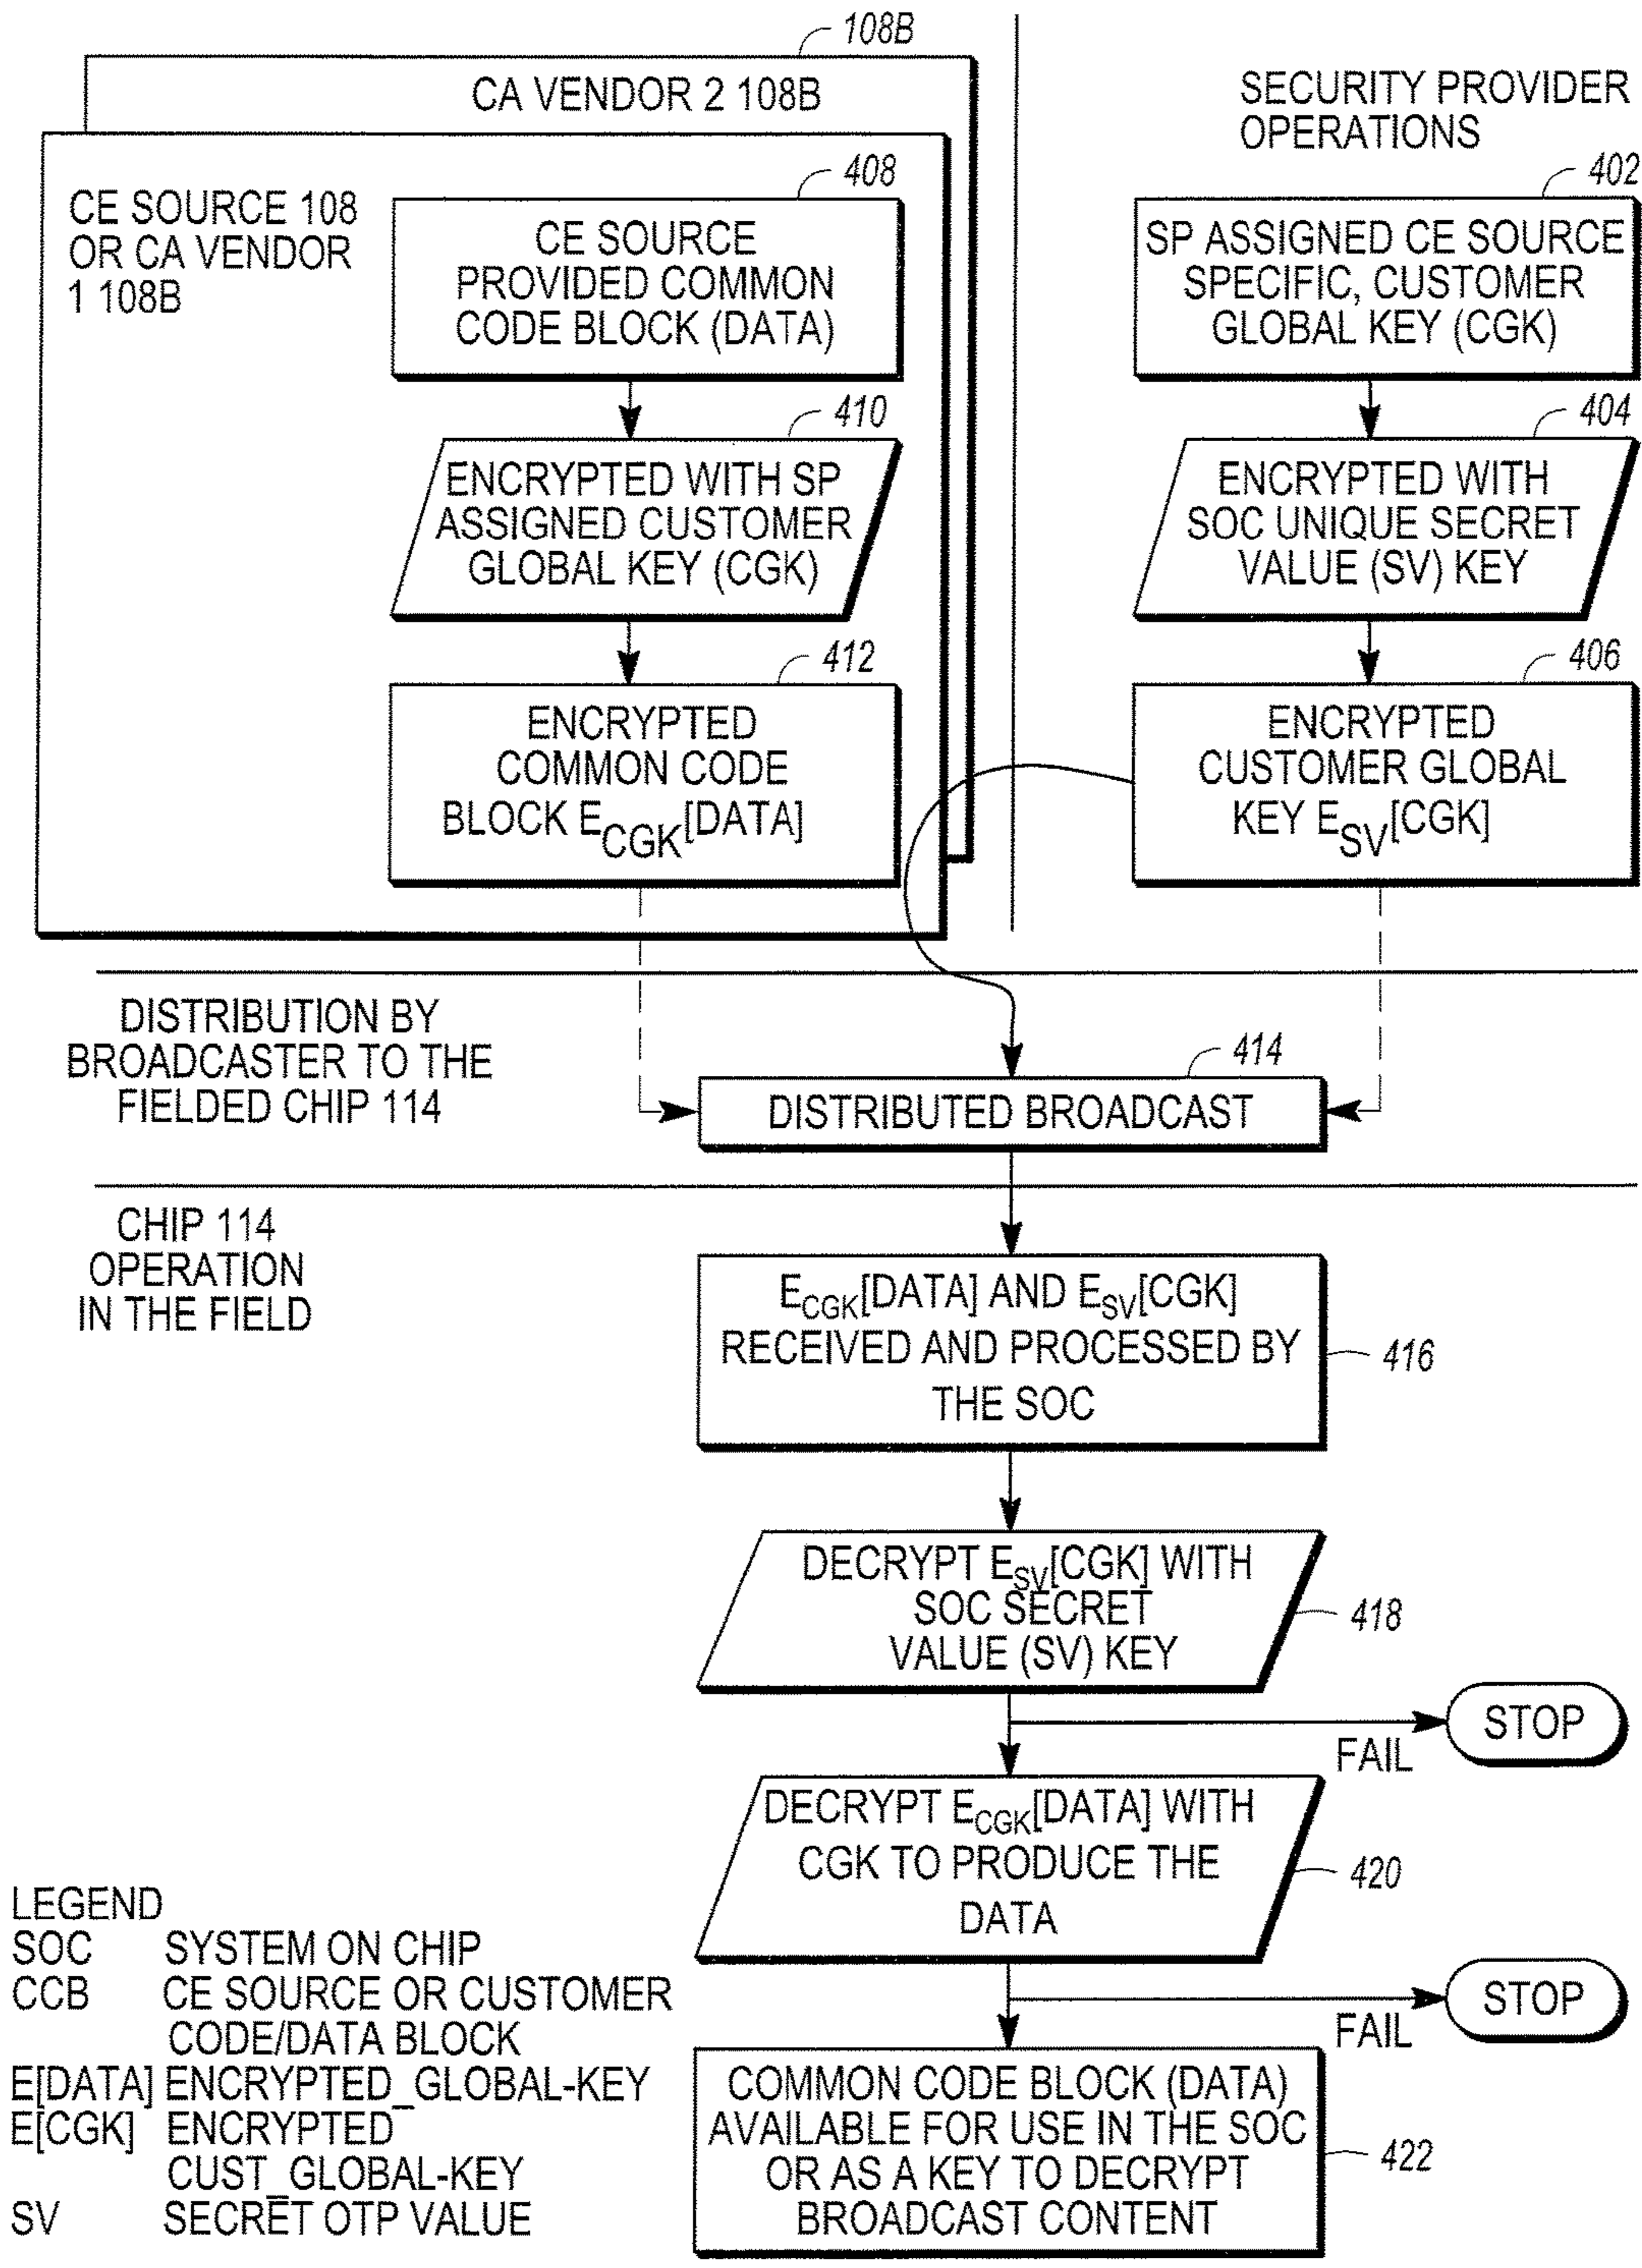 108B
CA VENDOR 2 108B
SECURITY PROVIDER
OPERATIONS
CE SOURCE 108
OR CA VENDOR
1 108B
408
CE SOURCE
PROVIDED COMMON
CODE BLOCK (DATA)
402
SP ASSIGNED CE SOURCE
SPECIFIC, CUSTOMER
GLOBAL KEY (CGK)
410
ENCRYPTED WITH SP
ASSIGNED CUSTOMER
GLOBAL KEY (CGK)
404
ENCRYPTED WITH
SOC UNIQUE SECRET
VALUE (SV) KEY
412
ENCRYPTED
COMMON CODE
BLOCK ECGK[DATA]
406
ENCRYPTED
CUSTOMER GLOBAL
KEY ESV[CGK]
DISTRIBUTION BY
BROADCASTER TO THE
FIELDED CHIP 114
414
DISTRIBUTED BROADCAST
CHIP 114
OPERATION
IN THE FIELD
ECGK[DATA] AND ESV[CGK]
RECEIVED AND PROCESSED BY
THE SOC
416
DECRYPT ESV[CGK] WITH
SOC SECRET
VALUE (SV) KEY
418
STOP
FAIL
DECRYPT ECGK[DATA] WITH
CGK TO PRODUCE THE
DATA
420
STOP
FAIL
COMMON CODE BLOCK (DATA)
AVAILABLE FOR USE IN THE SOC
OR AS A KEY TO DECRYPT
BROADCAST CONTENT
422
LEGEND
SOC SYSTEM ON CHIP
CCB CE SOURCE OR CUSTOMER
CODE/DATA BLOCK
E[DATA] ENCRYPTED_GLOBAL-KEY
E[CGK] ENCRYPTED
CUST_GLOBAL-KEY
SV SECRET OTP VALUE